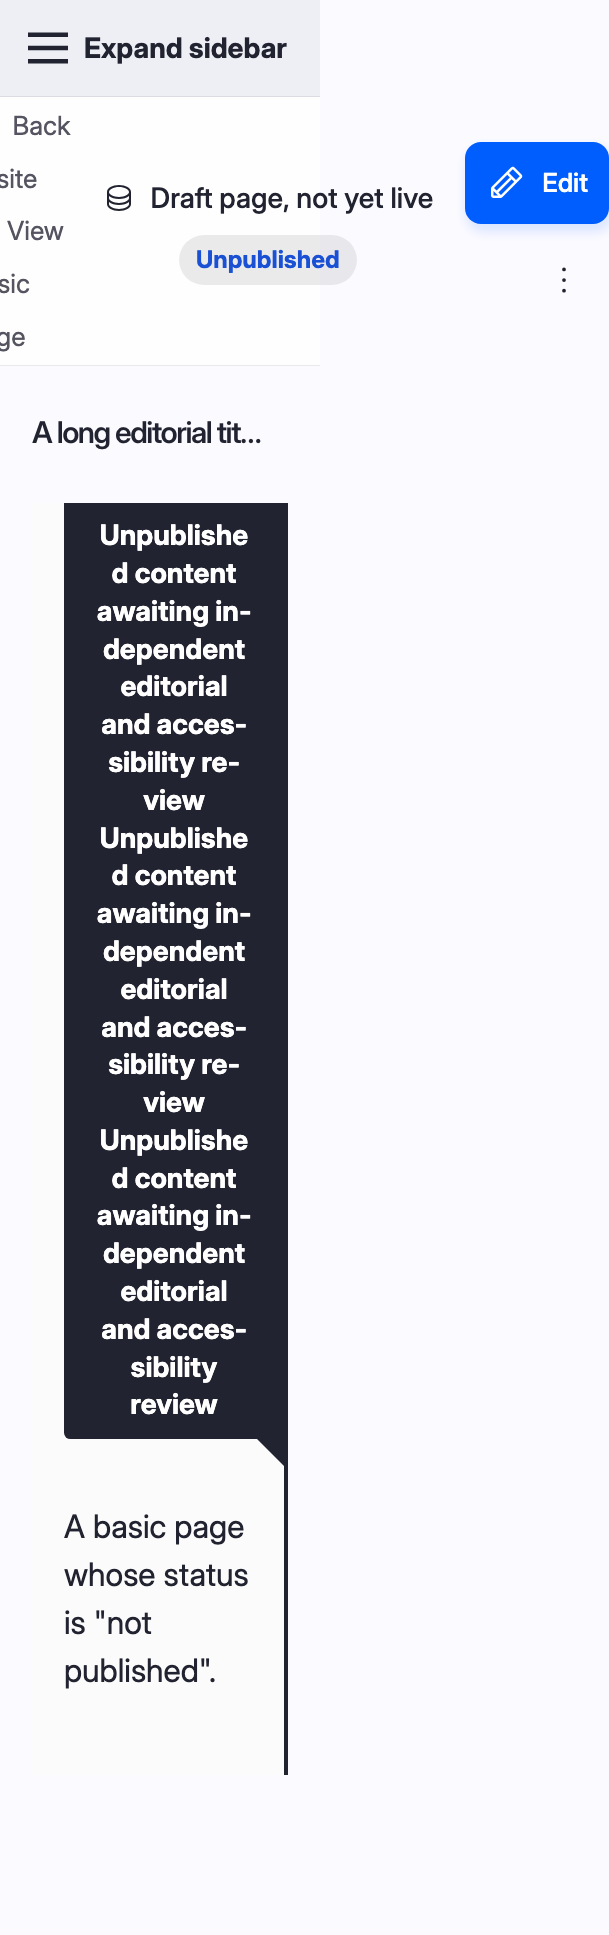 Expand sidebar
Back
site
View
sic
ge
Draft page, not yet live
Unpublished
Edit
A long editorial tit...
Unpublishe
d content
awaiting in-
dependent
editorial
and acces-
sibility re-
view
Unpublishe
d content
awaiting in-
dependent
editorial
and acces-
sibility re-
view
Unpublishe
d content
awaiting in-
dependent
editorial
and acces-
sibility
review
A basic page
whose status
is "not
published".